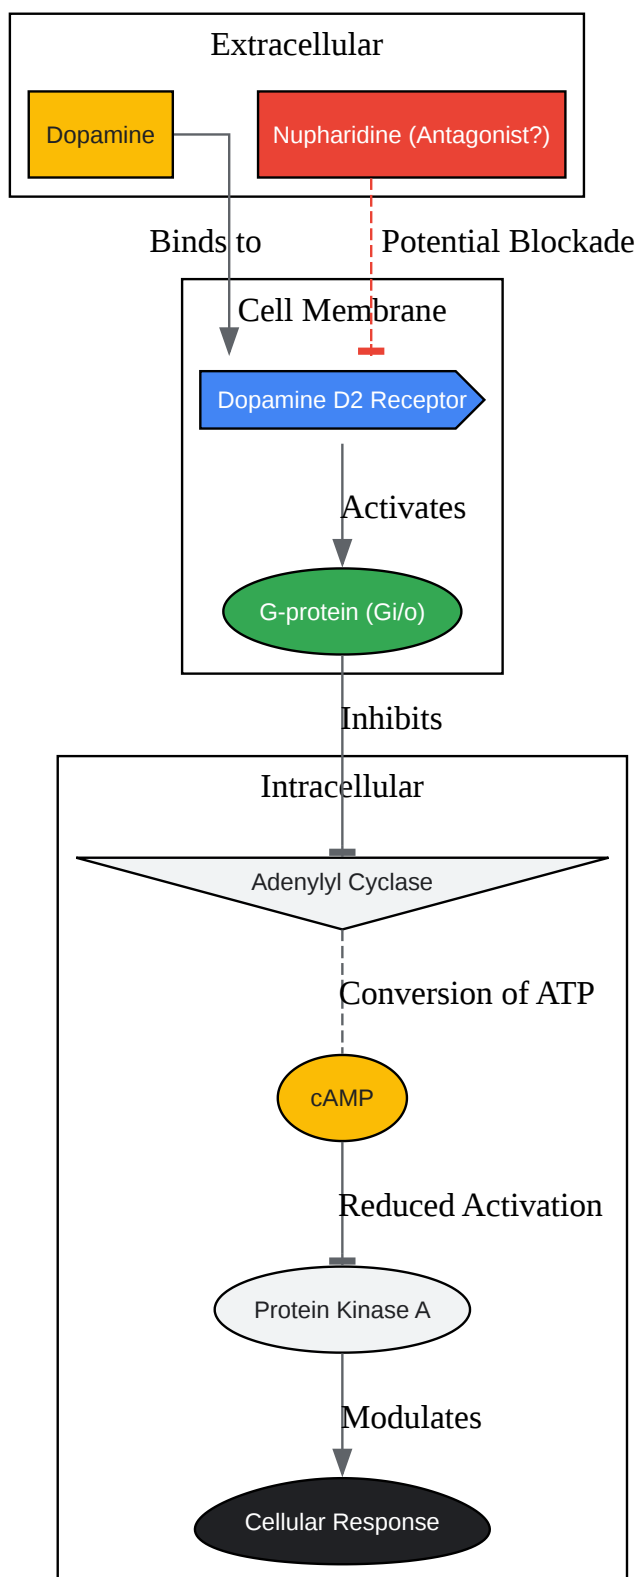 Extracellular
Dopamine
Nupharidine (Antagonist?)
Binds to
Potential Blockade
Cell Membrane
Dopamine D2 Receptor
Activates
G-protein (Gi/o)
Inhibits
Intracellular
Adenylyl Cyclase
Conversion of ATP
cAMP
Reduced Activation
Protein Kinase A
Modulates
Cellular Response